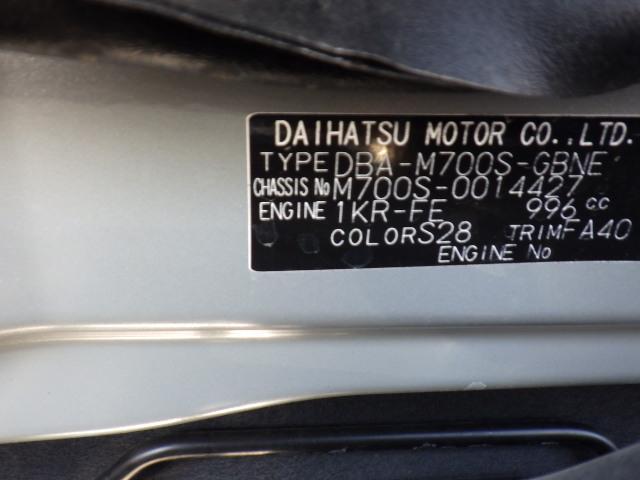 DAIHATSU MOTOR CO.,LTD.
TYPE DBA-M700S-GBNE
CHASSIS No M700S-0014427
ENGINE 1KR-FE 996 CC
COLOR S28 TRIM FA40
ENGINE No